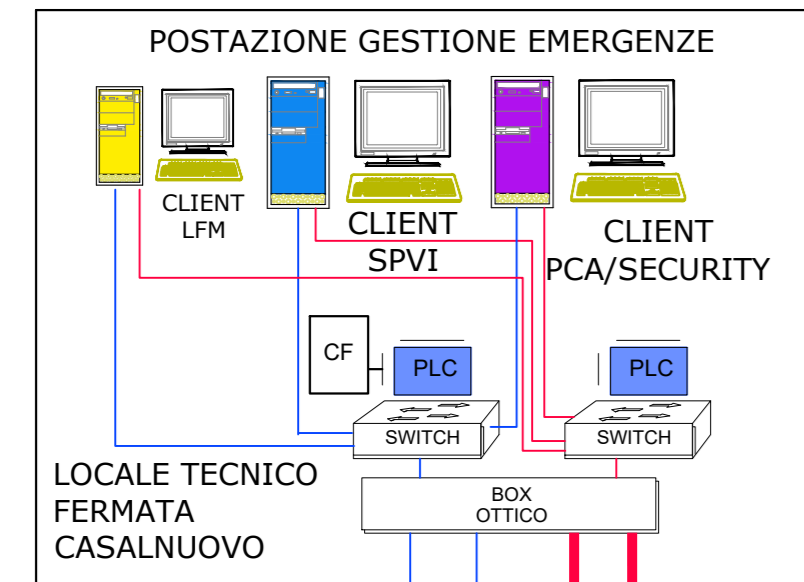 POSTAZIONE GESTIONE EMERGENZE
CLIENT
LFM
CLIENT
SPVI
CLIENT
PCA/SECURITY
CF
PLC
PLC
SWITCH
SWITCH
LOCALE TECNICO
FERMATA
CASALNUOVO
BOX
OTTICO